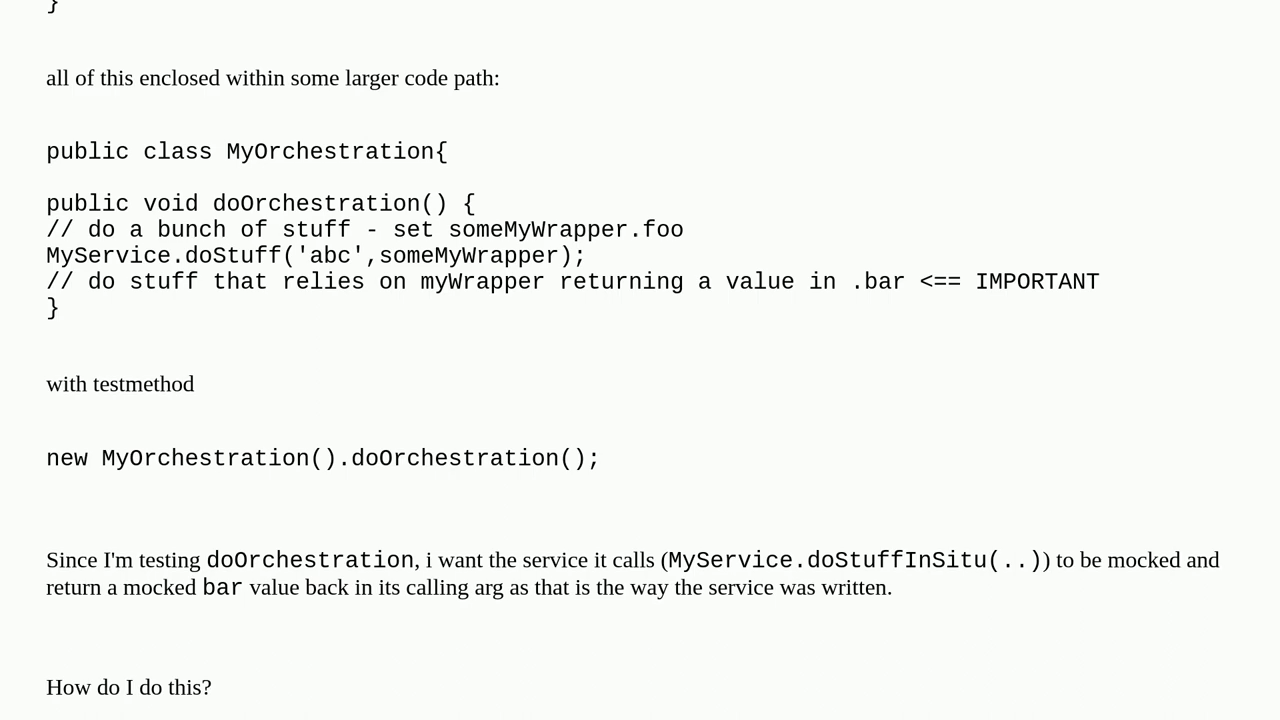 }
all of this enclosed within some larger code path:
public class MyOrchestration{
public void doOrchestration() {
// do a bunch of stuff - set someMyWrapper.foo
MyService.doStuff('abc',someMyWrapper);
// do stuff that relies on myWrapper returning a value in .bar <== IMPORTANT
}
with testmethod
new MyOrchestration().doOrchestration();
Since I'm testing doOrchestration, i want the service it calls (MyService.doStuffInSitu(..)) to be mocked and
return a mocked bar value back in its calling arg as that is the way the service was written.
How do I do this?